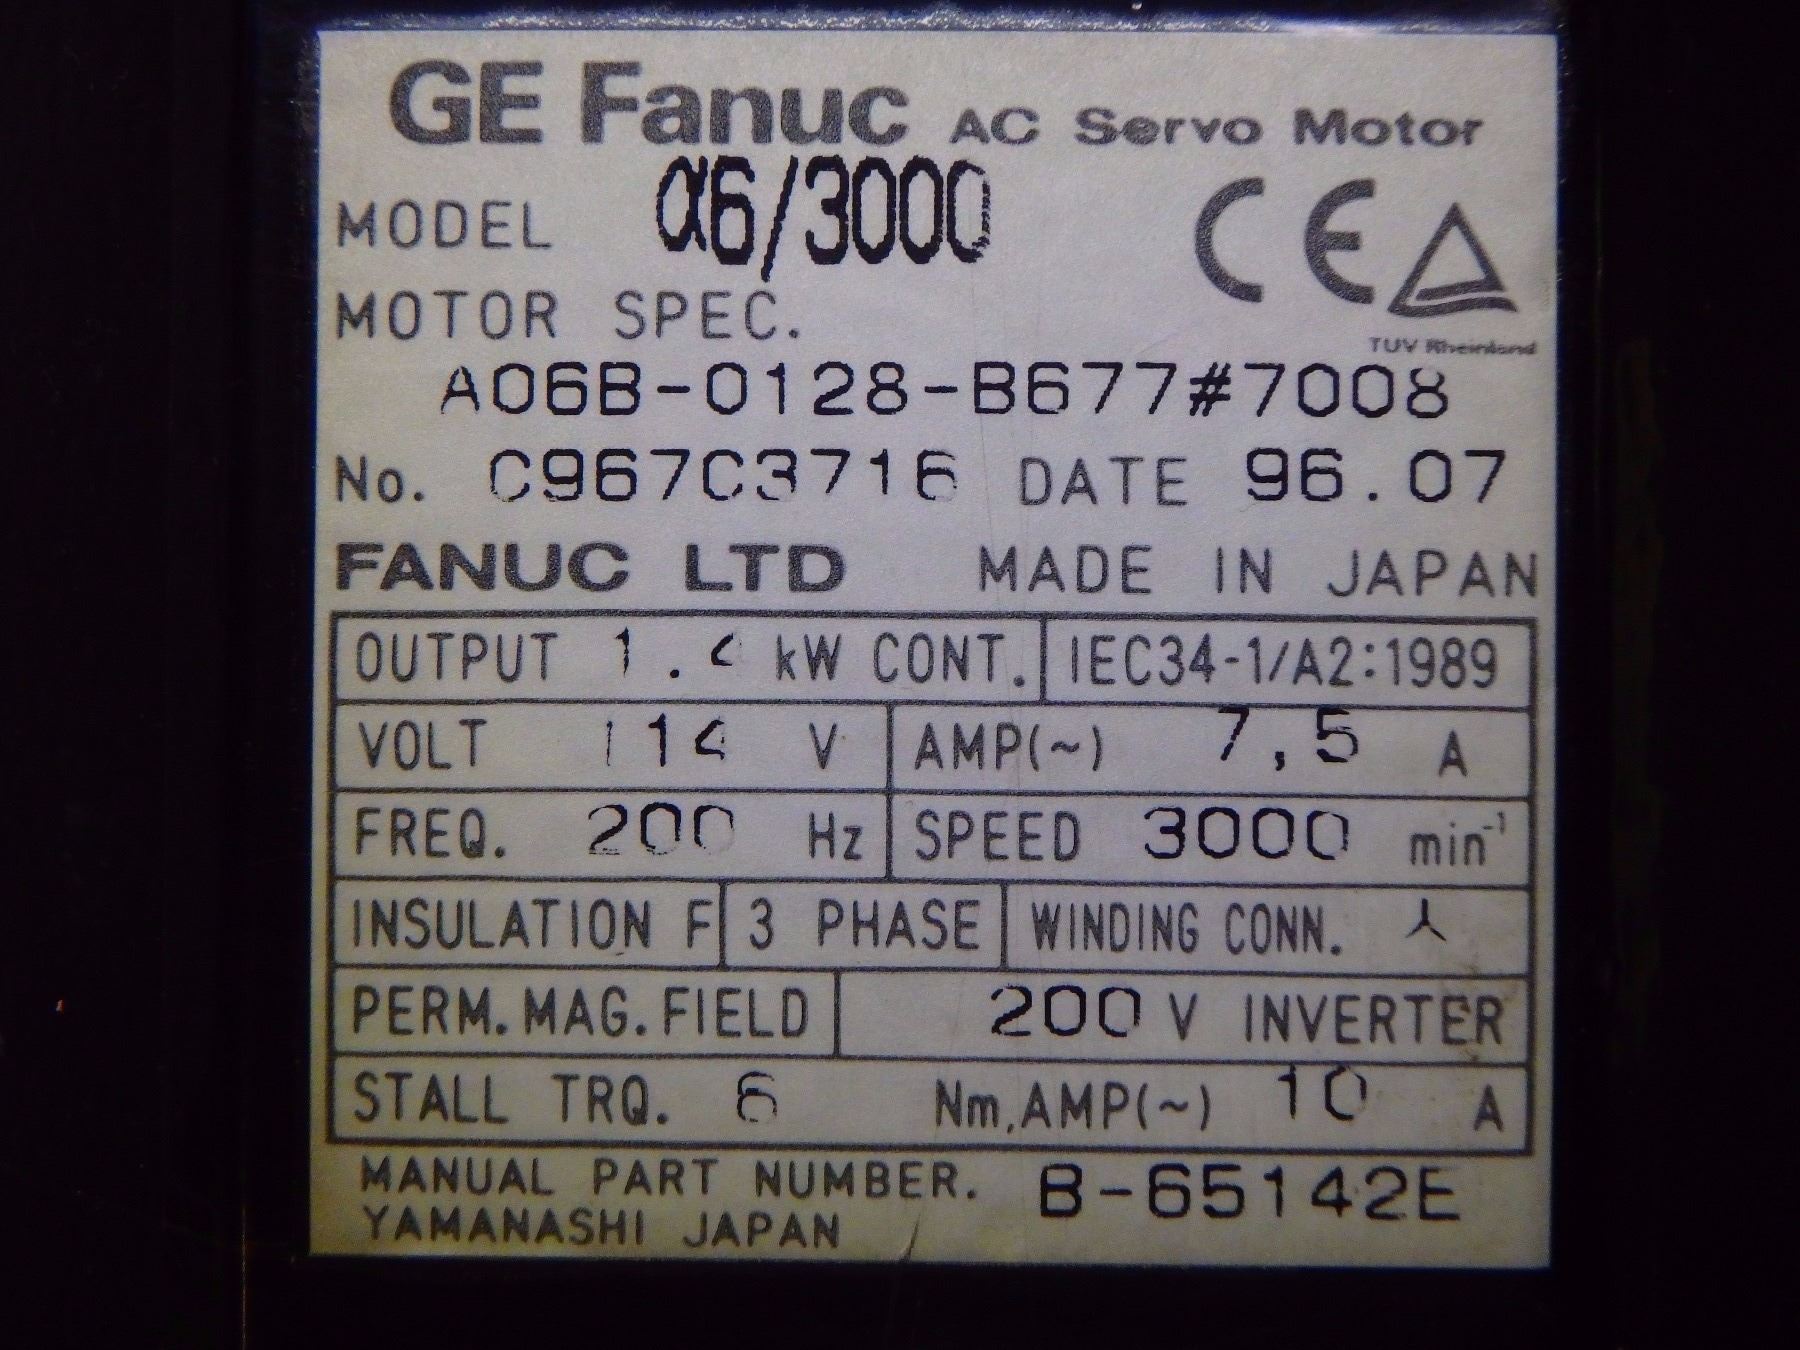 GE Fanuc AC Servo Motor
MODEL α6/3000
CE
TUV Rheinland
MOTOR SPEC.
A06B-0128-B677#7008
No. C967C3716 DATE 96.07
FANUC LTD MADE IN JAPAN
OUTPUT 1.4 kW CONT. IEC34-1/A2:1989
VOLT 114 V AMP(~) 7,5 A
FREQ. 200 Hz SPEED 3000 min⁻¹
INSULATION F 3 PHASE WINDING CONN.
PERM.MAG.FIELD 200 V INVERTER
STALL TRQ. 6 Nm,AMP(~) 10 A
MANUAL PART NUMBER. B-65142E
YAMANASHI JAPAN